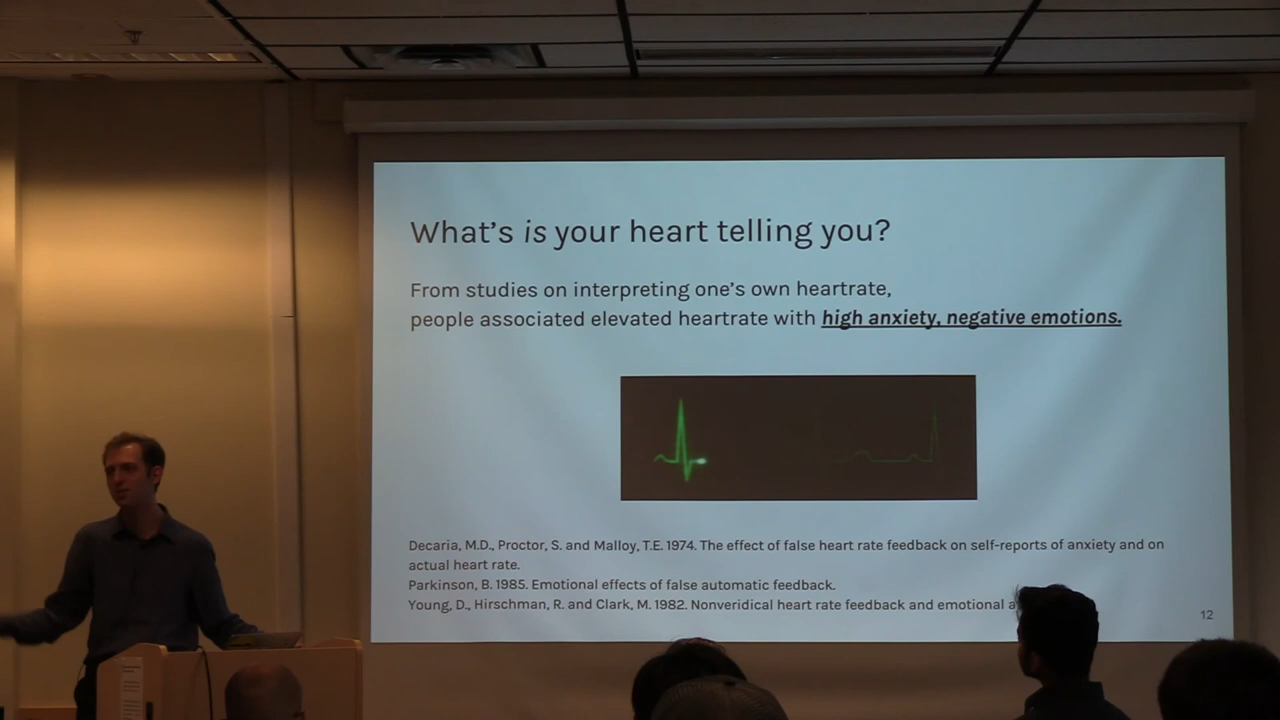 What's is your heart telling you?
From studies on interpreting one's own heartrate,
people associated elevated heartrate with high anxiety, negative emotions.
Decaria, M.D., Proctor, S. and Malloy, T.E. 1974. The effect of false heart rate feedback on self-reports of anxiety and on
actual heart rate.
Parkinson, B. 1985. Emotional effects of false automatic feedback.
Young, D., Hirschman, R. and Clark, M. 1982. Nonveridical heart rate feedback and emotional
12